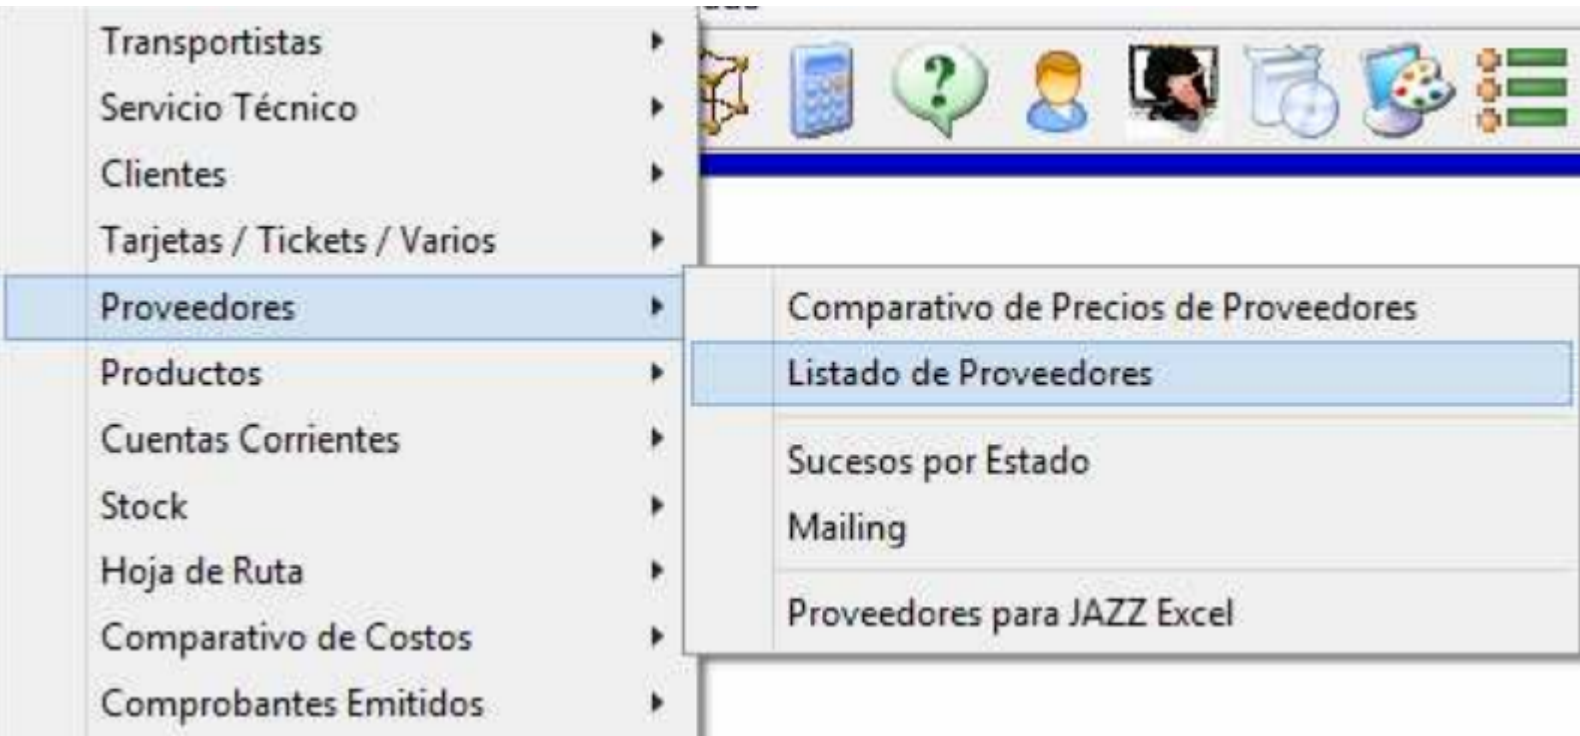 Transportistas
Servicio Técnico
Clientes
Tarjetas / Tickets / Varios
Proveedores
Productos
Cuentas Corrientes
Stock
Hoja de Ruta
Comparativo de Costos
Comprobantes Emitidos
Comparativo de Precios de Proveedores
Listado de Proveedores
Sucesos por Estado
Mailing
Proveedores para JAZZ Excel